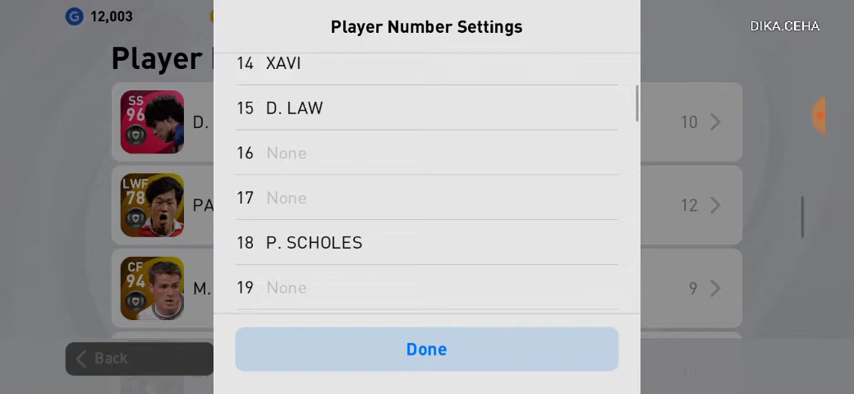 12,003
Player Number Settings
DIKA.CEHA
Player
14 XAVI
SS
96
D.
15 D. LAW
10
16 None
LWF
78
PA
17 None
12
18 P. SCHOLES
CF
94
M.
19 None
9
Back
Done